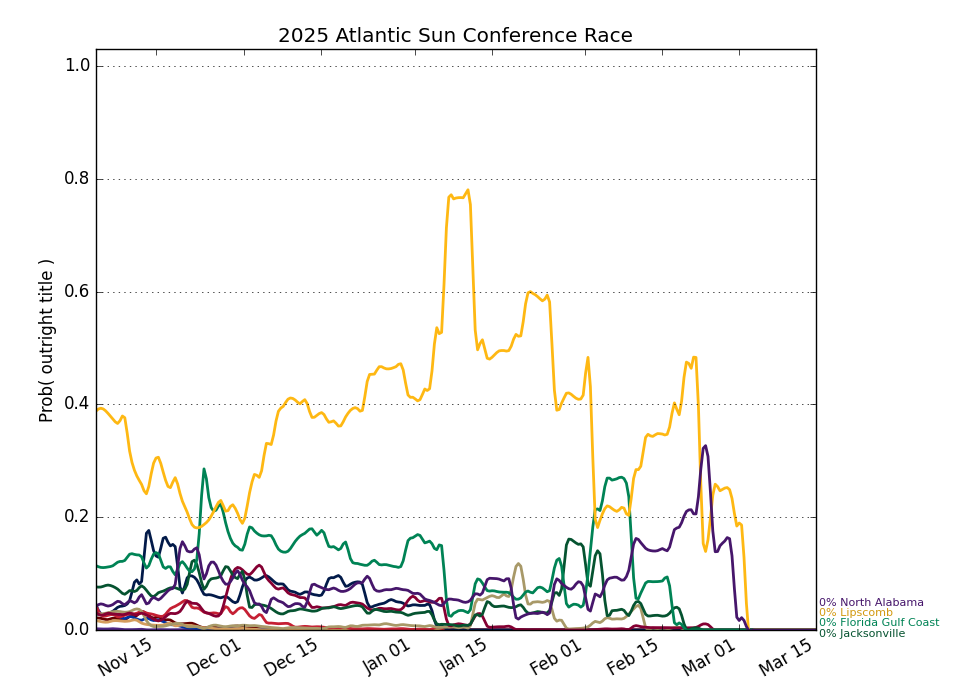 2025 Atlantic Sun Conference Race
Prob( outright title )
1.0
0.8
0.6
0.4
0.2
0.0
Nov 15
Dec 01
Dec 15
Jan 01
Jan 15
Feb 01
Feb 15
Mar 01
Mar 15
0% North Alabama
0% Lipscomb
0% Florida Gulf Coast
0% Jacksonville